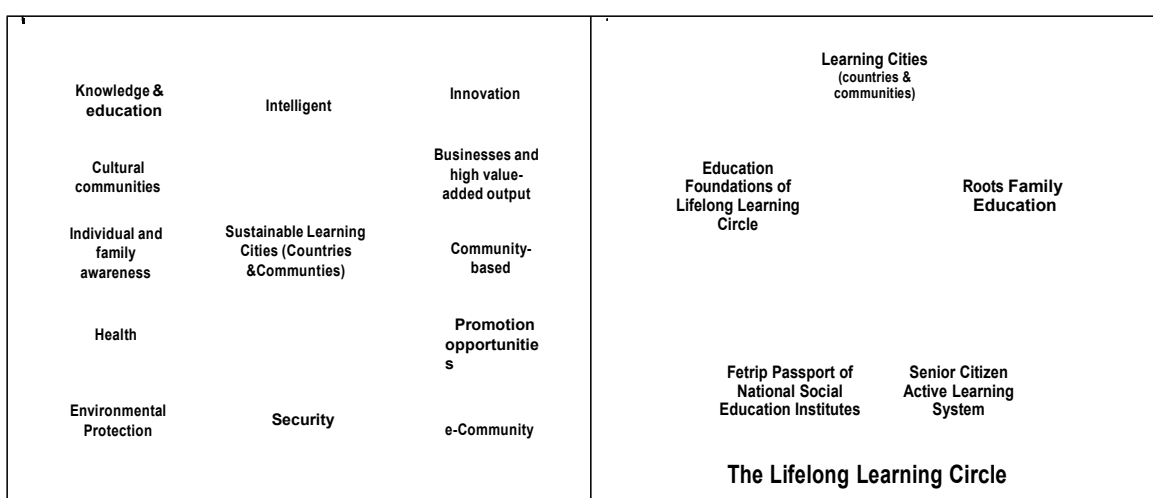 Knowledge &
education
Intelligent
Innovation
Cultural
communities
Businesses and
high value-
added output
Individual and
family
awareness
Sustainable Learning
Cities (Countries
&Communties)
Community-
based
Health
Promotion
opportunitie
s
Environmental
Protection
Security
e-Community
Learning Cities
(countries &
communities)
Education
Foundations of
Lifelong Learning
Circle
Roots Family
Education
Fetrip Passport of
National Social
Education Institutes
Senior Citizen
Active Learning
System
The Lifelong Learning Circle